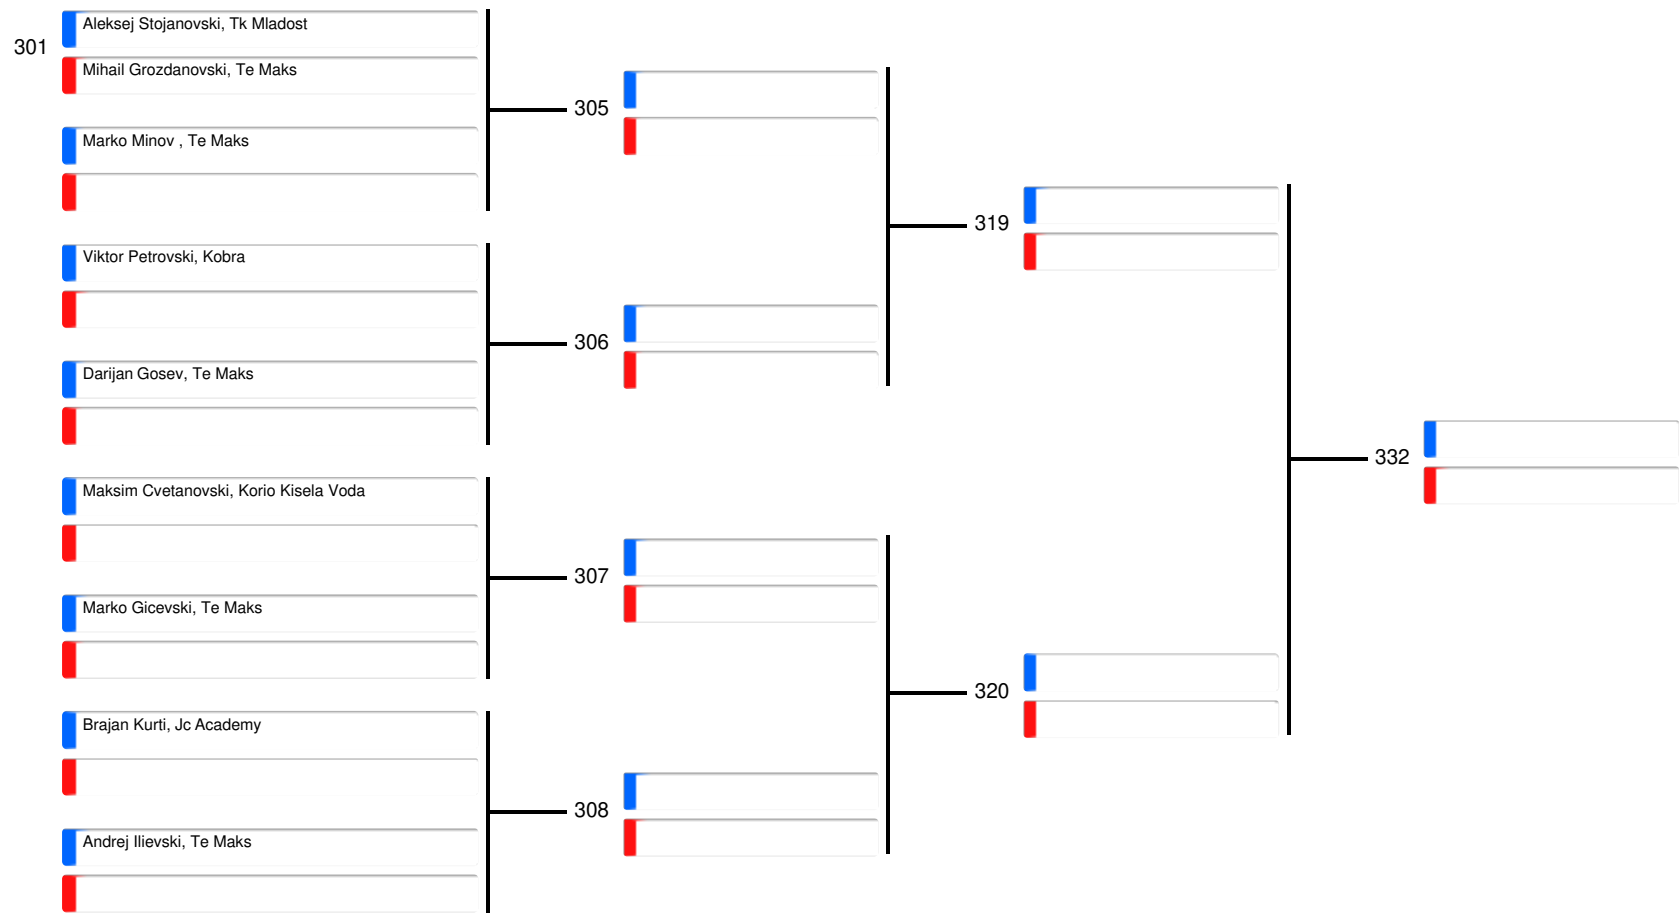 Aleksej Stojanovski, Tk Mladost
301
Mihail Grozdanovski, Te Maks
305
Marko Minov , Te Maks
319
Viktor Petrovski, Kobra
306
Darijan Gosev, Te Maks
332
Maksim Cvetanovski, Korio Kisela Voda
307
Marko Gicevski, Te Maks
320
Brajan Kurti, Jc Academy
308
Andrej Ilievski, Te Maks